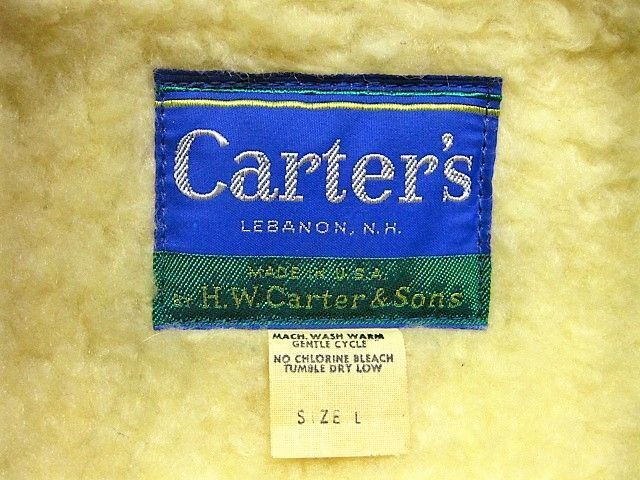 Carter's
LEBANON, N.H.
MADE IN U.S.A.
BY H.W. Carter & Sons
MACH. WASH WARM
GENTLE CYCLE
NO CHLORINE BLEACH
TUMBLE DRY LOW
SIZE L